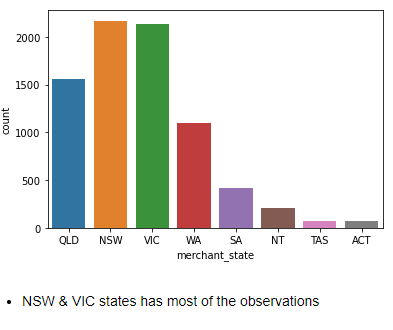 2000
1500
1000
500
0
count
QLD NSW VIC WA SA NT TAS ACT
merchant_state
• NSW & VIC states has most of the observations